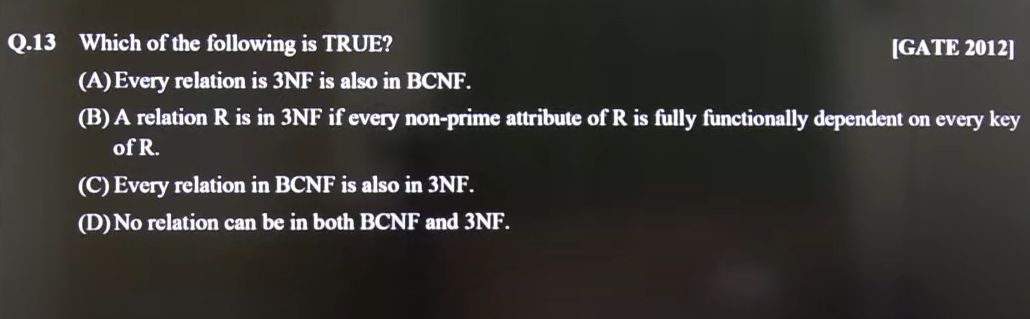 Q.13 Which of the following is TRUE? [GATE 2012]
(A) Every relation is 3NF is also in BCNF.
(B) A relation R is in 3NF if every non-prime attribute of R is fully functionally dependent on every key
of R.
(C) Every relation in BCNF is also in 3NF.
(D) No relation can be in both BCNF and 3NF.